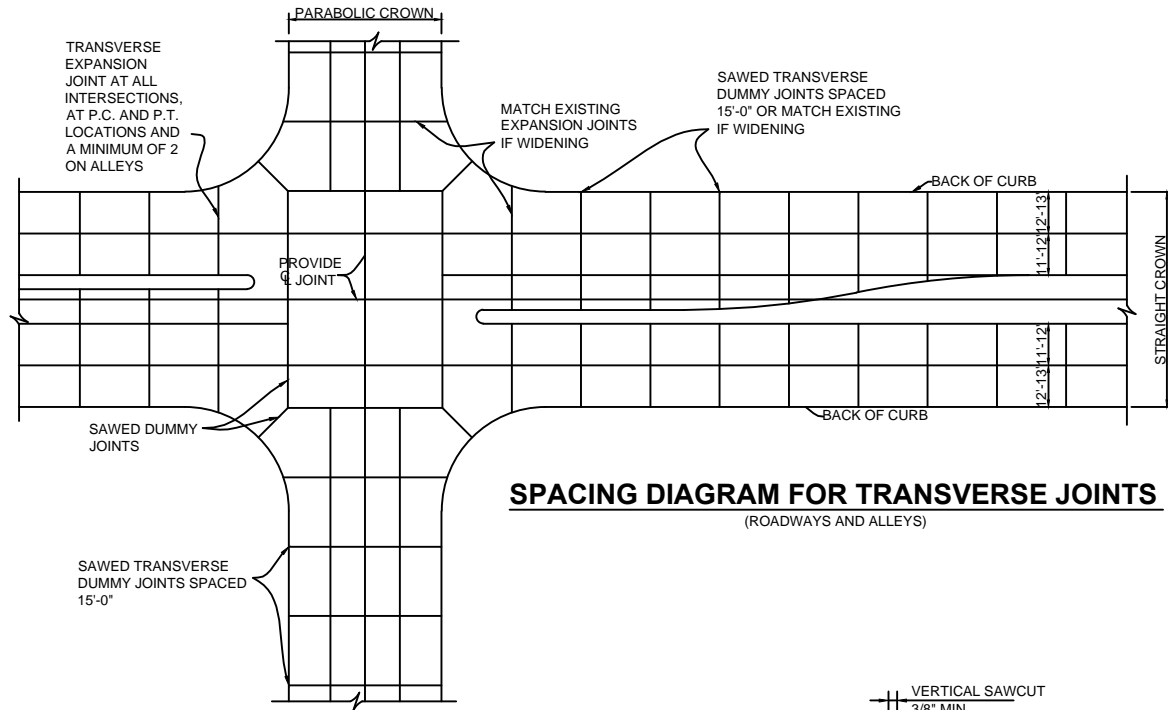 PARABOLIC CROWN
TRANSVERSE
EXPANSION
JOINT AT ALL
INTERSECTIONS,
AT P.C. AND P.T.
LOCATIONS AND
A MINIMUM OF 2
ON ALLEYS
MATCH EXISTING
EXPANSION JOINTS
IF WIDENING
SAWED TRANSVERSE
DUMMY JOINTS SPACED
15'-0" OR MATCH EXISTING
IF WIDENING
BACK OF CURB
12'-13'
11'-12'
PROVIDE
℄ JOINT
STRAIGHT CROWN
11'-12'
12'-13'
BACK OF CURB
SAWED DUMMY
JOINTS
SPACING DIAGRAM FOR TRANSVERSE JOINTS
(ROADWAYS AND ALLEYS)
SAWED TRANSVERSE
DUMMY JOINTS SPACED
15'-0"
VERTICAL SAWCUT
3/8" MIN.